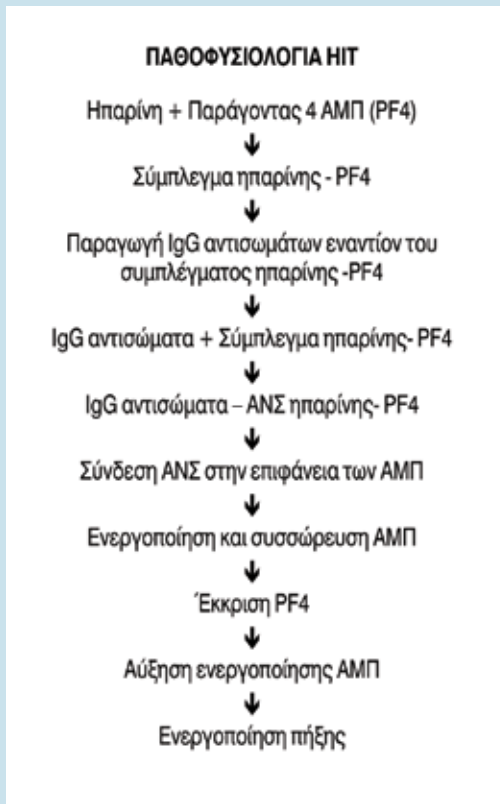 ΠΑΘΟΦΥΣΙΟΛΟΓΙΑ HIT
Ηπαρίνη + Παράγοντας 4 ΑΜΠ (PF4)
↓
Σύμπλεγμα ηπαρίνης - PF4
↓
Παραγωγή IgG αντισωμάτων εναντίον του
συμπλέγματος ηπαρίνης -PF4
↓
IgG αντισώματα + Σύμπλεγμα ηπαρίνης- PF4
↓
IgG αντισώματα – ΑΝΣ ηπαρίνης- PF4
↓
Σύνδεση ΑΝΣ στην επιφάνεια των ΑΜΠ
↓
Ενεργοποίηση και συσσώρευση ΑΜΠ
↓
Έκκριση PF4
↓
Αύξηση ενεργοποίησης ΑΜΠ
↓
Ενεργοποίηση πήξης